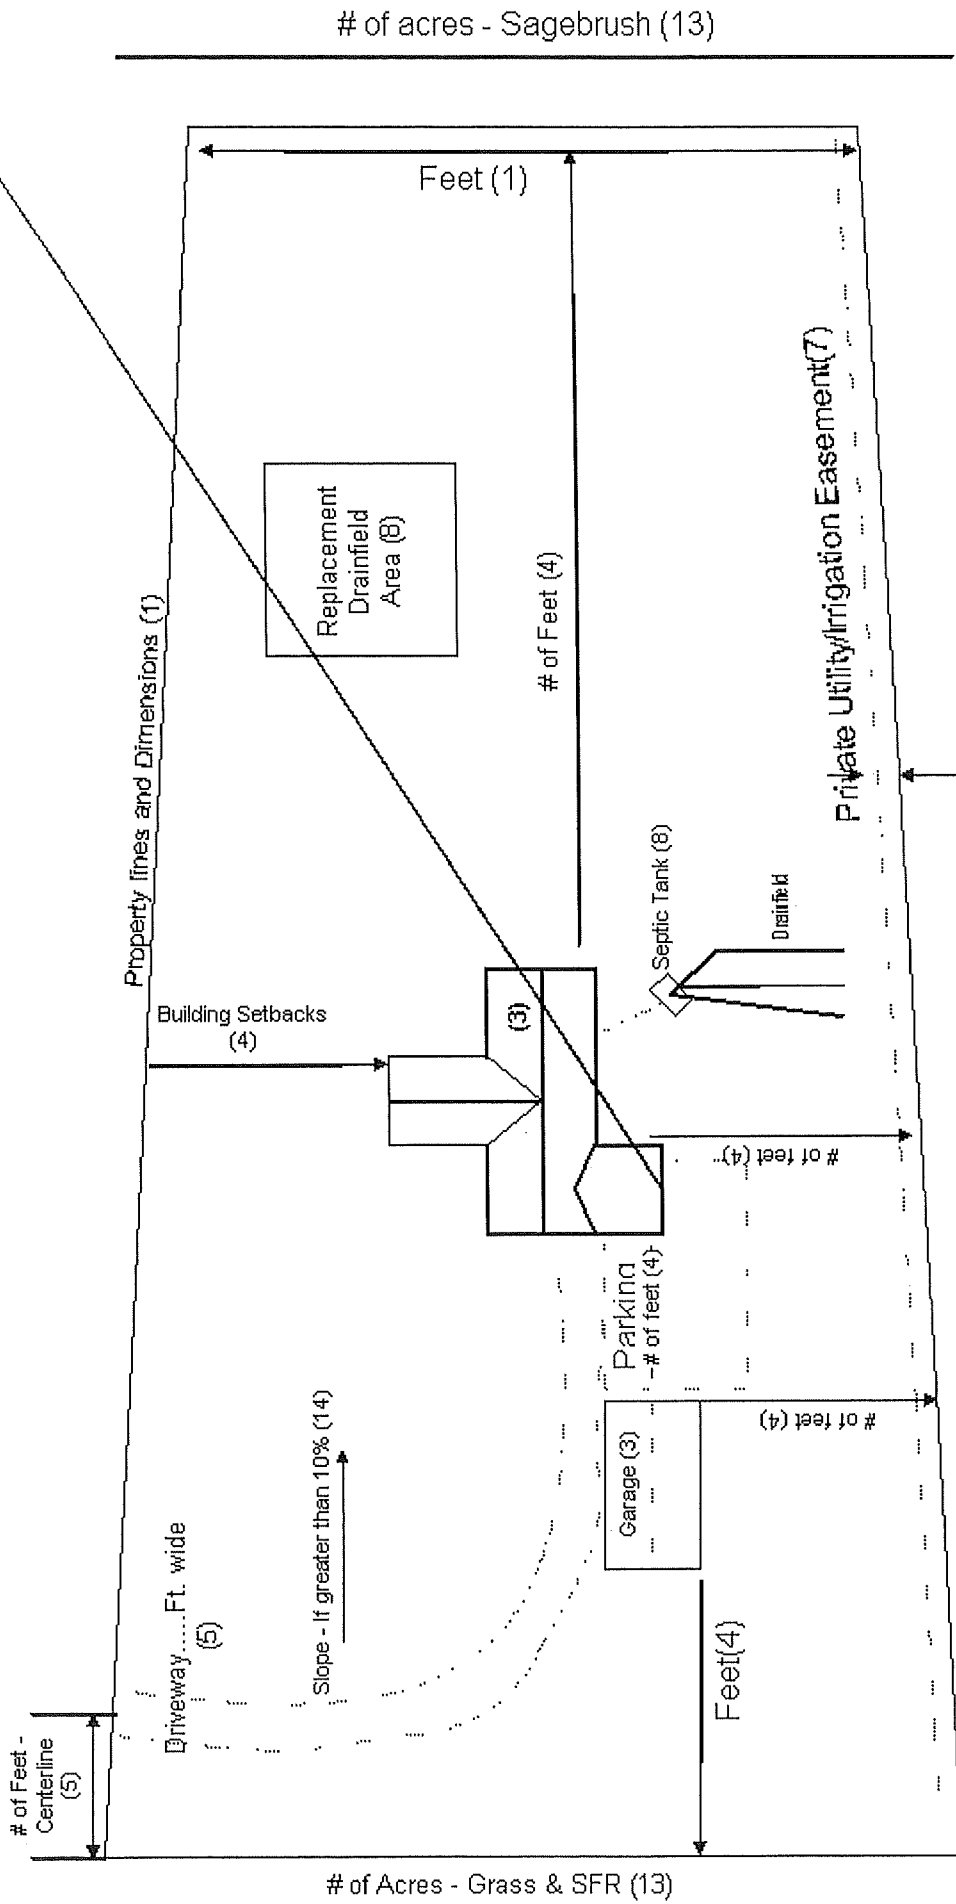 # of acres - Sagebrush (13)
Feet (1)
Property lines and Dimensions (1)
Replacement
Drainfield
Area (8)
# of Feet (4)
Private Utility/Irrigation Easement(7)
Building Setbacks
(4)
(3)
Septic Tank (8)
Drainfield
# of feet (4)"
Parking
# of feet (4)
Garage (3)
# of feet (4)
Slope - If greater than 10% (14)
Driveway.....Ft. wide
(5)
# of Feet -
Centerline
(5)
Feet(4)
# of Acres - Grass & SFR (13)